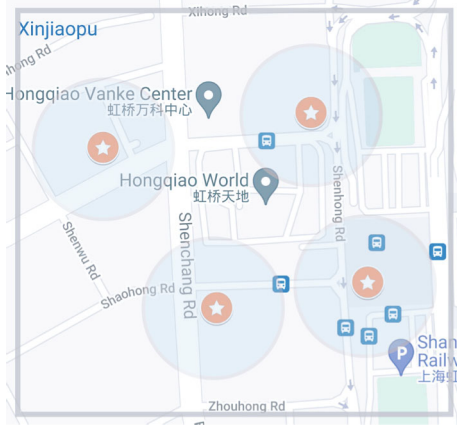 Xihong Rd
Xinjiaopu
hong Rd
Hongqiao Vanke Center
虹桥万科中心
Hongqiao World
虹桥天地
Shenhong Rd
Shenchang Rd
Shenwu Rd
Shaohong Rd
P
Shan
Railw
上海虹
Zhouhong Rd